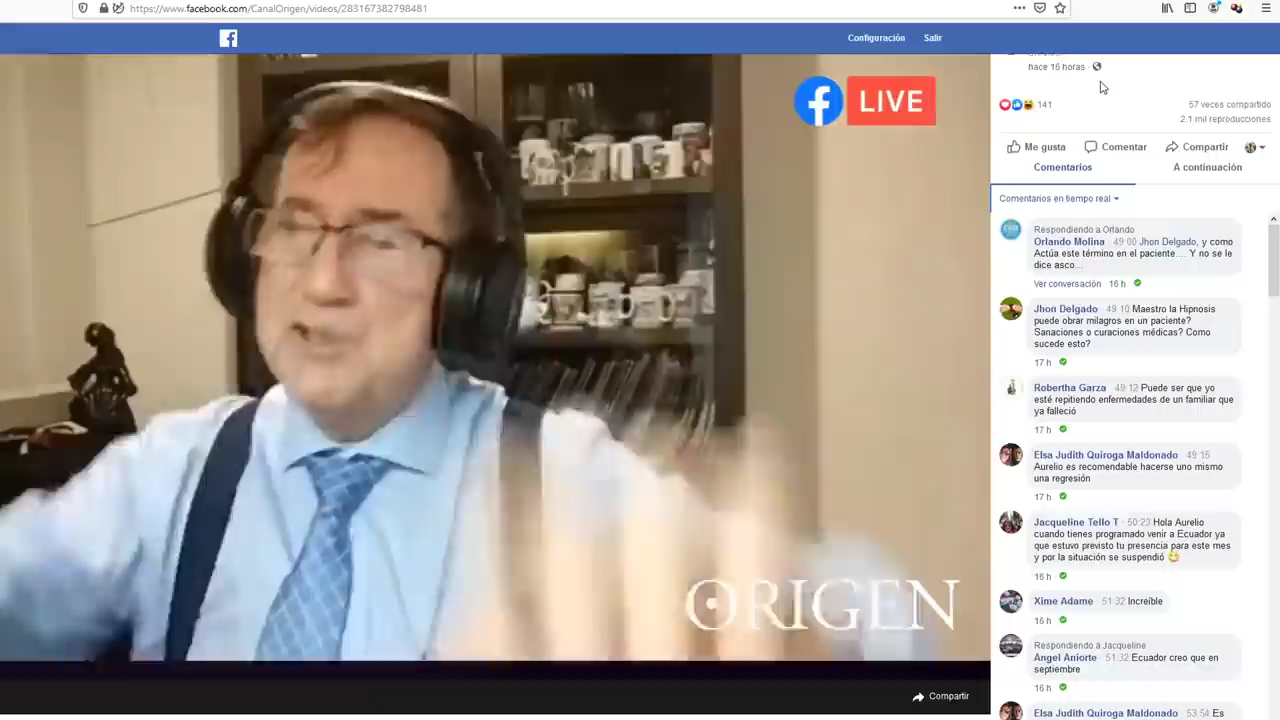 https://www.facebook.com/CanalOrigen/videos/283167382798481
Configuración
Salir
LIVE
ORIGEN
Compartir
hace 16 horas
141
57 veces compartido
2.1 mil reproducciones
Me gusta
Comentar
Compartir
Comentarios
A continuación
Comentarios en tiempo real
Respondiendo a Orlando
Orlando Molina · 49:00 Jhon Delgado, y como
Actúa este término en el paciente.... Y no se le
dice asco...
Ver conversación 16 h
Jhon Delgado · 49:10 Maestro la Hipnosis
puede obrar milagros en un paciente?
Sanaciones o curaciones médicas? Como
sucede esto?
17 h
Robertha Garza · 49:12 Puede ser que yo
esté repitiendo enfermedades de un familiar que
ya falleció
17 h
Elsa Judith Quiroga Maldonado · 49:15
Aurelio es recomendable hacerse uno mismo
una regresión
17 h
Jacqueline Tello T · 50:23 Hola Aurelio
cuando tienes programado venir a Ecuador ya
que estuvo previsto tu presencia para este mes
y por la situación se suspendió
16 h
Xime Adame · 51:32 Increíble
16 h
Respondiendo a Jacqueline
Angel Aniorte · 51:32 Ecuador creo que en
septiembre
16 h
Elsa Judith Quiroga Maldonado · 53:54 Es